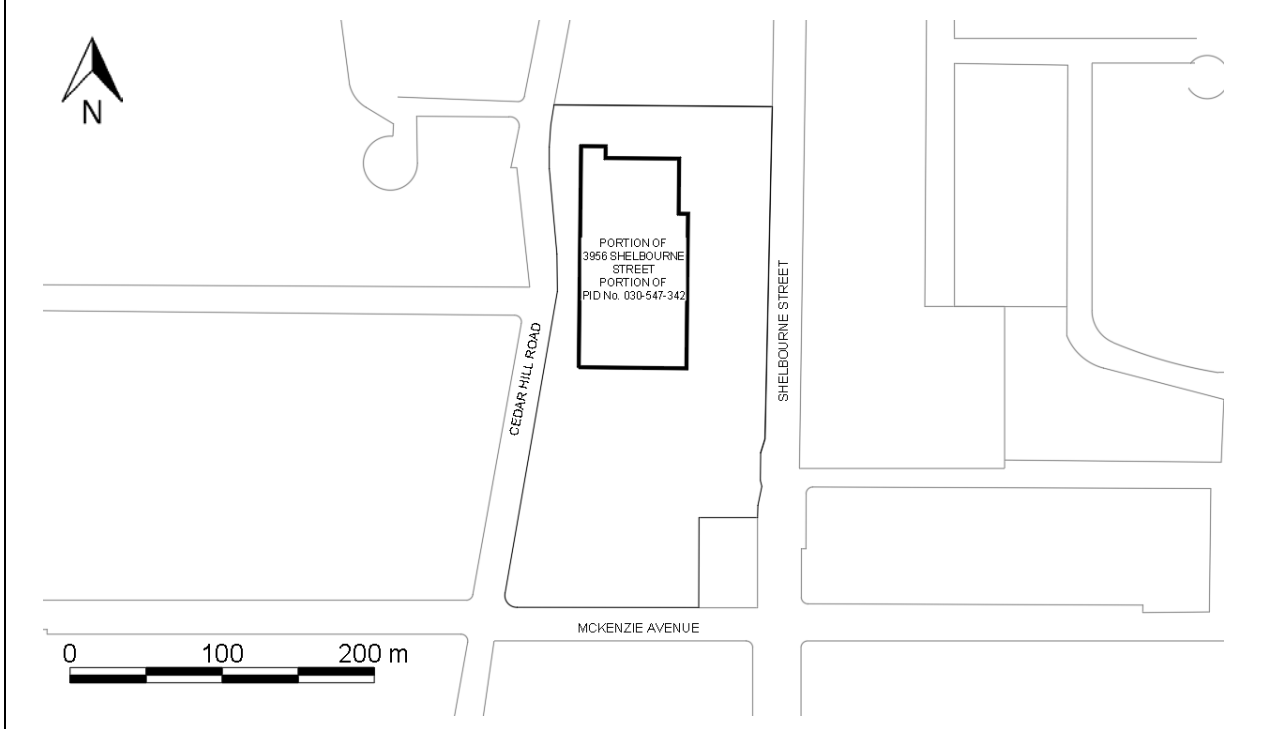 N
PORTION OF
3956 SHELBOURNE
STREET
PORTION OF
PID No. 030-547-342
SHELBOURNE STREET
CEDAR HILL ROAD
MCKENZIE AVENUE
0 100 200 m